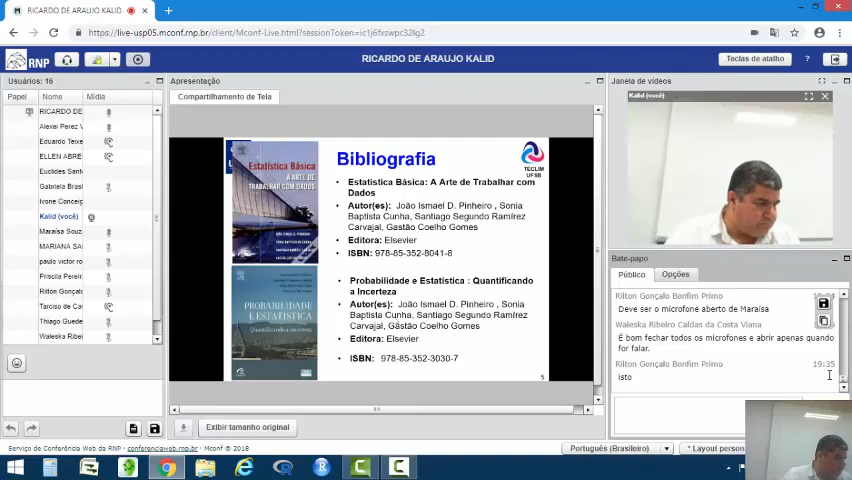 RICARDO DE ARAUJO KALID
https://live-usp05.mconf.rnp.br/client/Mconf-Live.html?sessionToken=ic1j6fxswpc32lg2
RNP
RICARDO DE ARAUJO KALID
Teclas de atalho
?
Usuários: 16
Papel
Nome
Mídia
RICARDO DE
Alexei Perez V
Eduardo Teixe
ELLEN ABRE
Euclides Sant
Gabriela Brasi
Ivone Conceiç
Kalid (você)
Maraísa Souz
MARIANA SA
paulo victor ro
Priscila Pereira
Rilton Gonçal
Tarciso de Car
Thiago Guede
Waleska Ribei
Apresentação
Compartilhamento de Tela
Estatística Básica
A ARTE DE
TRABALHAR COM
DADOS
PROBABILIDADE
E ESTATÍSTICA
Quantificando a incerteza
Bibliografia
TECLIM
UFSB
• Estatística Básica: A Arte de Trabalhar com
Dados
• Autor(es): João Ismael D. Pinheiro , Sonia
Baptista Cunha, Santiago Segundo Ramírez
Carvajal, Gastão Coelho Gomes
• Editora: Elsevier
• ISBN: 978-85-352-8041-8
• Probabilidade e Estatística : Quantificando
a Incerteza
• Autor(es): João Ismael D. Pinheiro , Sonia
Baptista Cunha, Santiago Segundo Ramírez
Carvajal, Gastão Coelho Gomes
• Editora: Elsevier
• ISBN: 978-85-352-3030-7
5
Exibir tamanho original
Janela de vídeos
Kalid (você)
Bate-papo
Público
Opções
Rilton Gonçalo Bonfim Primo
Deve ser o microfone aberto de Maraísa
Waleska Ribeiro Caldas da Costa Viana
É bom fechar todos os microfones e abrir apenas quando
for falar.
Rilton Gonçalo Bonfim Primo 19:35
isto
Serviço de Conferência Web da RNP - conferenciaweb.rnp.br - Mconf ® 2018
Português (Brasileiro)
* Layout person